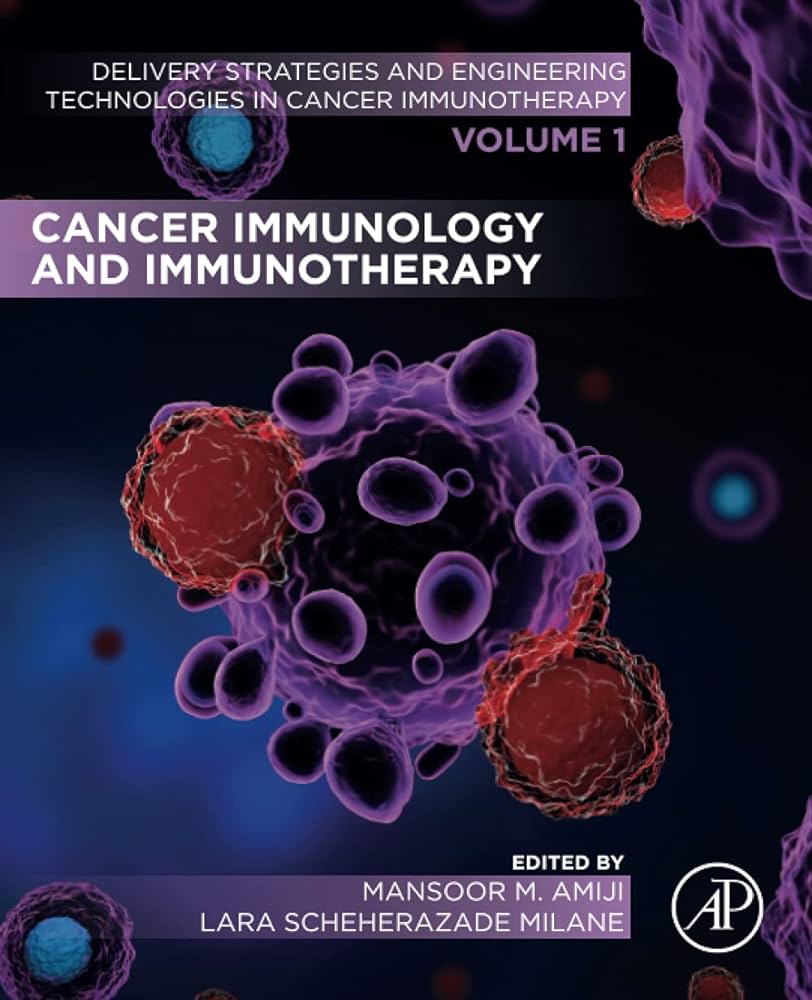 DELIVERY STRATEGIES AND ENGINEERING
TECHNOLOGIES IN CANCER IMMUNOTHERAPY
VOLUME 1
CANCER IMMUNOLOGY
AND IMMUNOTHERAPY
EDITED BY
MANSOOR M. AMIJI
LARA SCHEHERAZADE MILANE
AP